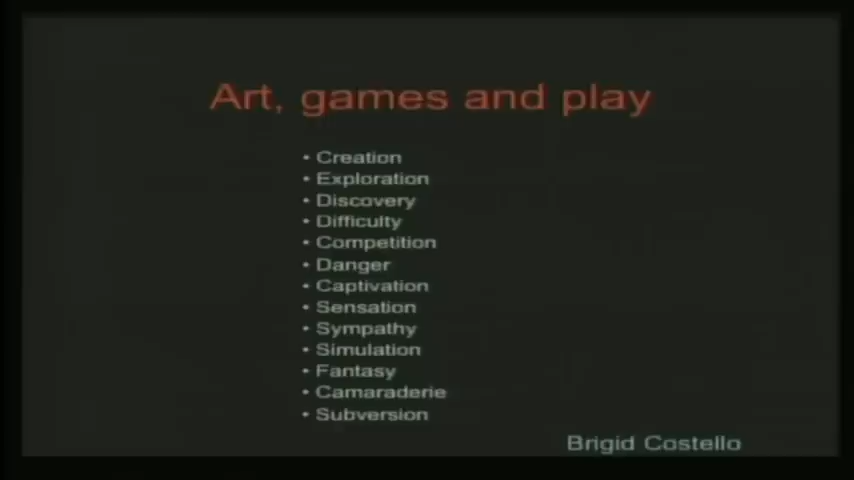 Art, games and play
• Creation
• Exploration
• Discovery
• Difficulty
• Competition
• Danger
• Captivation
• Sensation
• Sympathy
• Simulation
• Fantasy
• Camaraderie
• Subversion
Brigid Costello